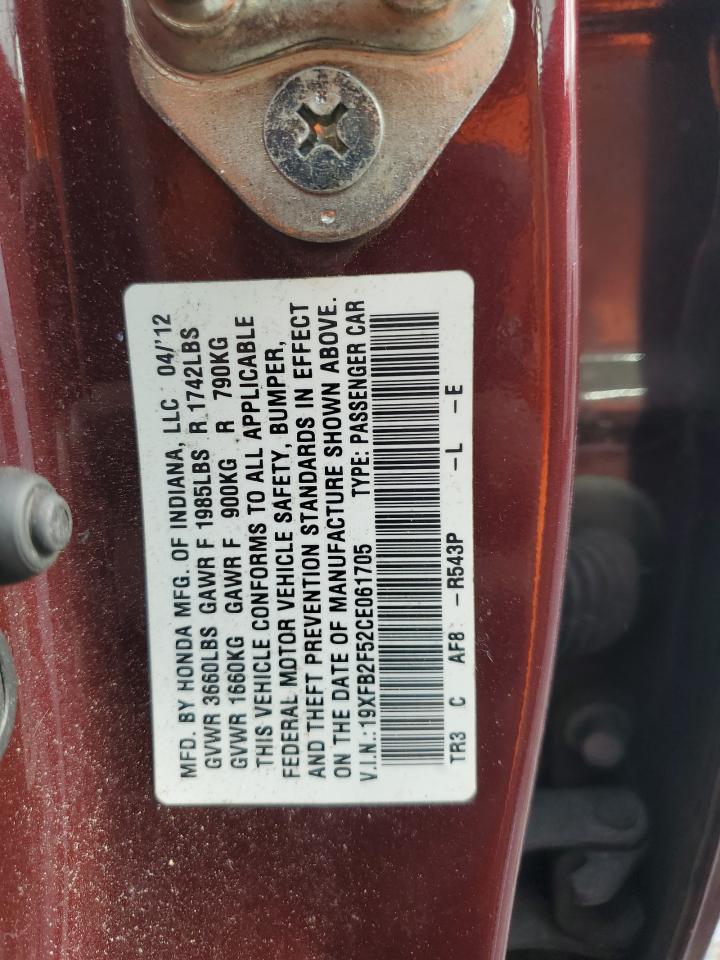 MFD. BY HONDA MFG. OF INDIANA, LLC 04/'12
GVWR 3660LBS GAWR F 1985LBS R 1742LBS
GVWR 1660KG GAWR F 900KG R 790KG
THIS VEHICLE CONFORMS TO ALL APPLICABLE
FEDERAL MOTOR VEHICLE SAFETY, BUMPER,
AND THEFT PREVENTION STANDARDS IN EFFECT
ON THE DATE OF MANUFACTURE SHOWN ABOVE.
V.I.N.:19XFB2F52CE061705 TYPE: PASSENGER CAR
TR3 C AF8 -R543P -L -E